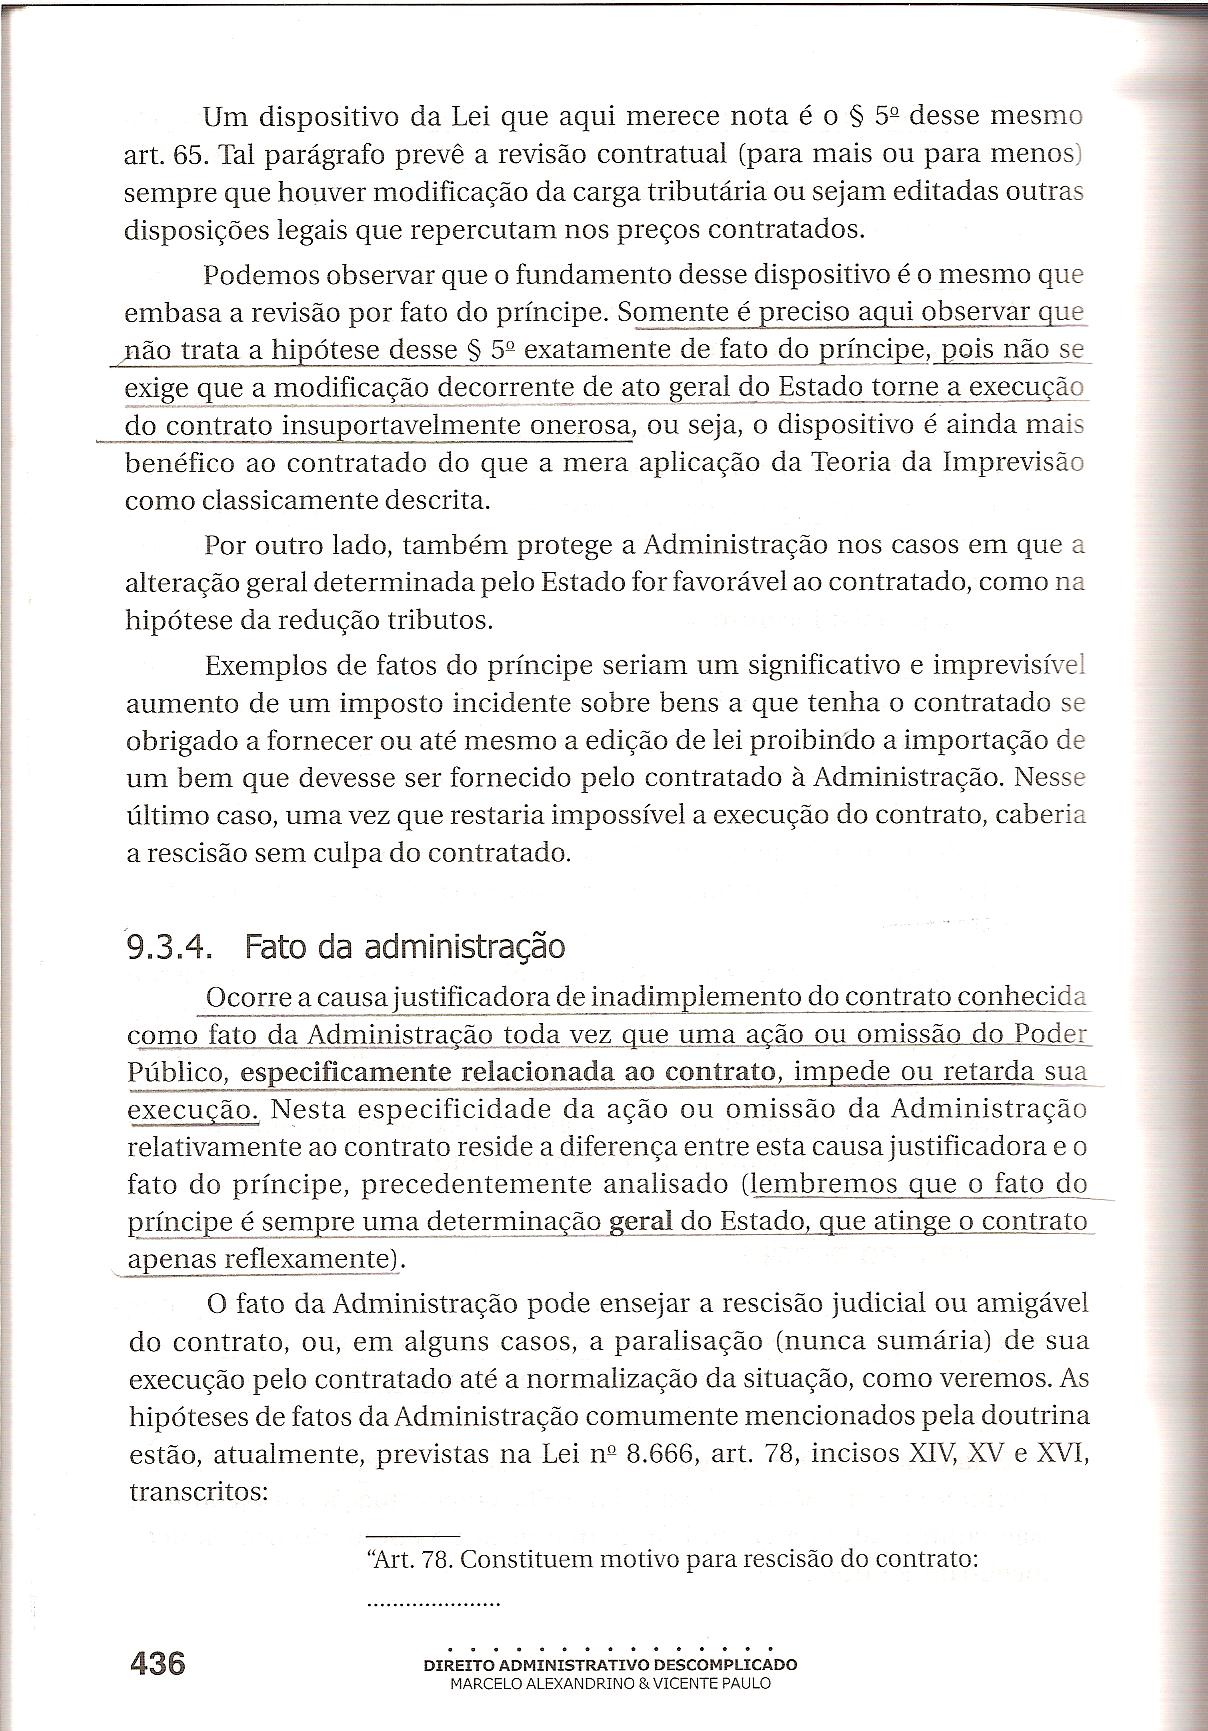 Um dispositivo da Lei que aqui merece nota é o § 5º desse mesmo
art. 65. Tal parágrafo prevê a revisão contratual (para mais ou para menos)
sempre que houver modificação da carga tributária ou sejam editadas outras
disposições legais que repercutam nos preços contratados.
Podemos observar que o fundamento desse dispositivo é o mesmo que
embasa a revisão por fato do príncipe. Somente é preciso aqui observar que
não trata a hipótese desse § 5º exatamente de fato do príncipe, pois não se
exige que a modificação decorrente de ato geral do Estado torne a execução
do contrato insuportavelmente onerosa, ou seja, o dispositivo é ainda mais
benéfico ao contratado do que a mera aplicação da Teoria da Imprevisão
como classicamente descrita.
Por outro lado, também protege a Administração nos casos em que a
alteração geral determinada pelo Estado for favorável ao contratado, como na
hipótese da redução tributos.
Exemplos de fatos do príncipe seriam um significativo e imprevisível
aumento de um imposto incidente sobre bens a que tenha o contratado se
obrigado a fornecer ou até mesmo a edição de lei proibindo a importação de
um bem que devesse ser fornecido pelo contratado à Administração. Nesse
último caso, uma vez que restaria impossível a execução do contrato, caberia
a rescisão sem culpa do contratado.
9.3.4. Fato da administração
Ocorre a causa justificadora de inadimplemento do contrato conhecida
como fato da Administração toda vez que uma ação ou omissão do Poder
Público, especificamente relacionada ao contrato, impede ou retarda sua
execução. Nesta especificidade da ação ou omissão da Administração
relativamente ao contrato reside a diferença entre esta causa justificadora e o
fato do príncipe, precedentemente analisado (lembremos que o fato do
príncipe é sempre uma determinação geral do Estado, que atinge o contrato
apenas reflexamente).
O fato da Administração pode ensejar a rescisão judicial ou amigável
do contrato, ou, em alguns casos, a paralisação (nunca sumária) de sua
execução pelo contratado até a normalização da situação, como veremos. As
hipóteses de fatos da Administração comumente mencionados pela doutrina
estão, atualmente, previstas na Lei nº 8.666, art. 78, incisos XIV, XV e XVI,
transcritos:
“Art. 78. Constituem motivo para rescisão do contrato:
.....................
436
DIREITO ADMINISTRATIVO DESCOMPLICADO
MARCELO ALEXANDRINO & VICENTE PAULO